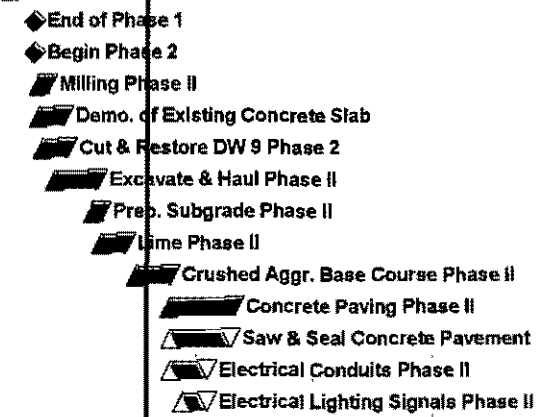 End of Phase 1
Begin Phase 2
Milling Phase II
Demo. of Existing Concrete Slab
Cut & Restore DW 9 Phase 2
Excavate & Haul Phase II
Prep. Subgrade Phase II
Lime Phase II
Crushed Aggr. Base Course Phase II
Concrete Paving Phase II
Saw & Seal Concrete Pavement
Electrical Conduits Phase II
Electrical Lighting Signals Phase II